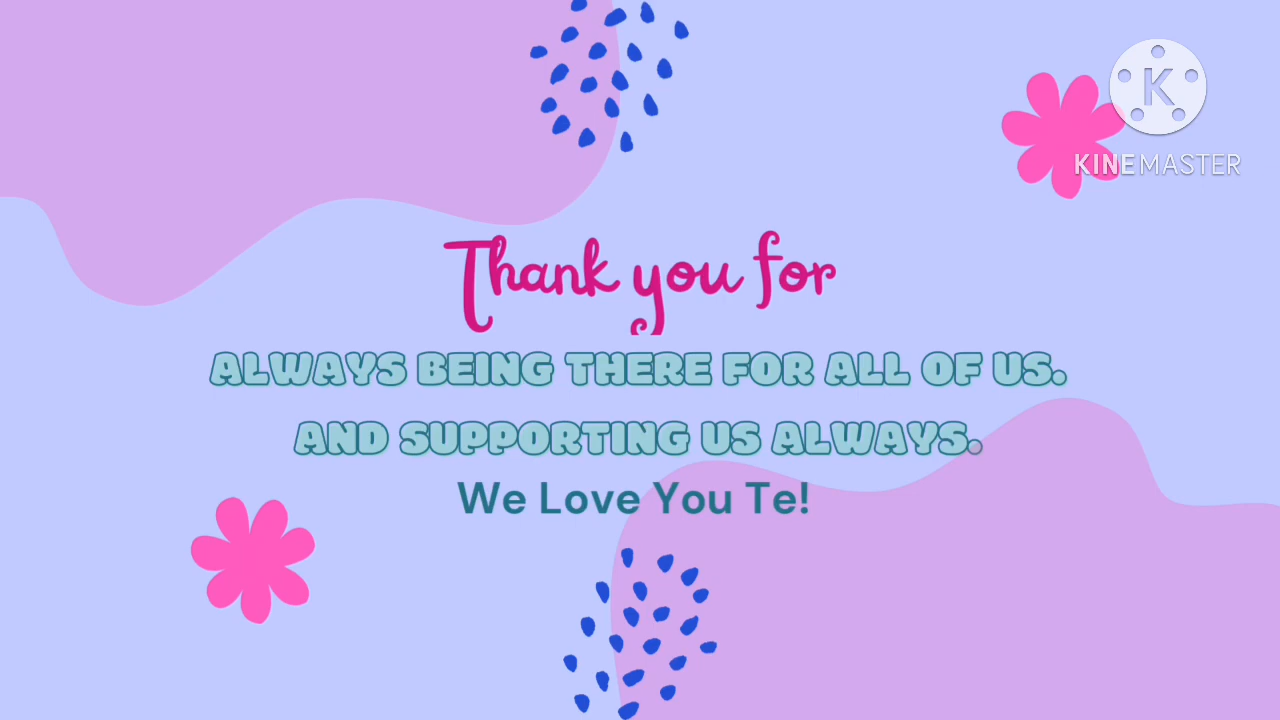 K
KINEMASTER
Thank you for
ALWAYS BEING THERE FOR ALL OF US.
AND SUPPORTING US ALWAYS.
We Love You Te!